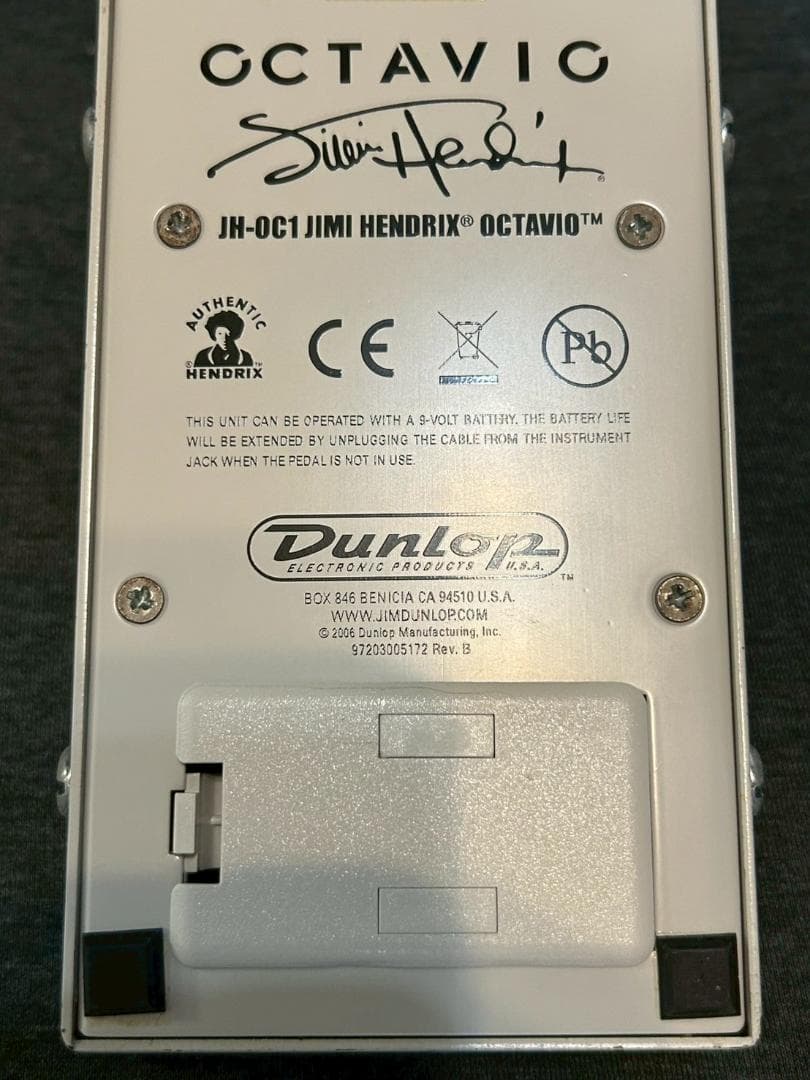 OCTAVIO
Jimi Hendrix ®
JH-OC1 JIMI HENDRIX® OCTAVIO™
AUTHENTIC
® HENDRIX™
CE
Pb
THIS UNIT CAN BE OPERATED WITH A 9-VOLT BATTERY. THE BATTERY LIFE
WILL BE EXTENDED BY UNPLUGGING THE CABLE FROM THE INSTRUMENT
JACK WHEN THE PEDAL IS NOT IN USE.
Dunlop
ELECTRONIC PRODUCTS U.S.A. ™
BOX 846 BENICIA CA 94510 U.S.A.
WWW.JIMDUNLOP.COM
© 2006 Dunlop Manufacturing, Inc.
97203005172 Rev. B